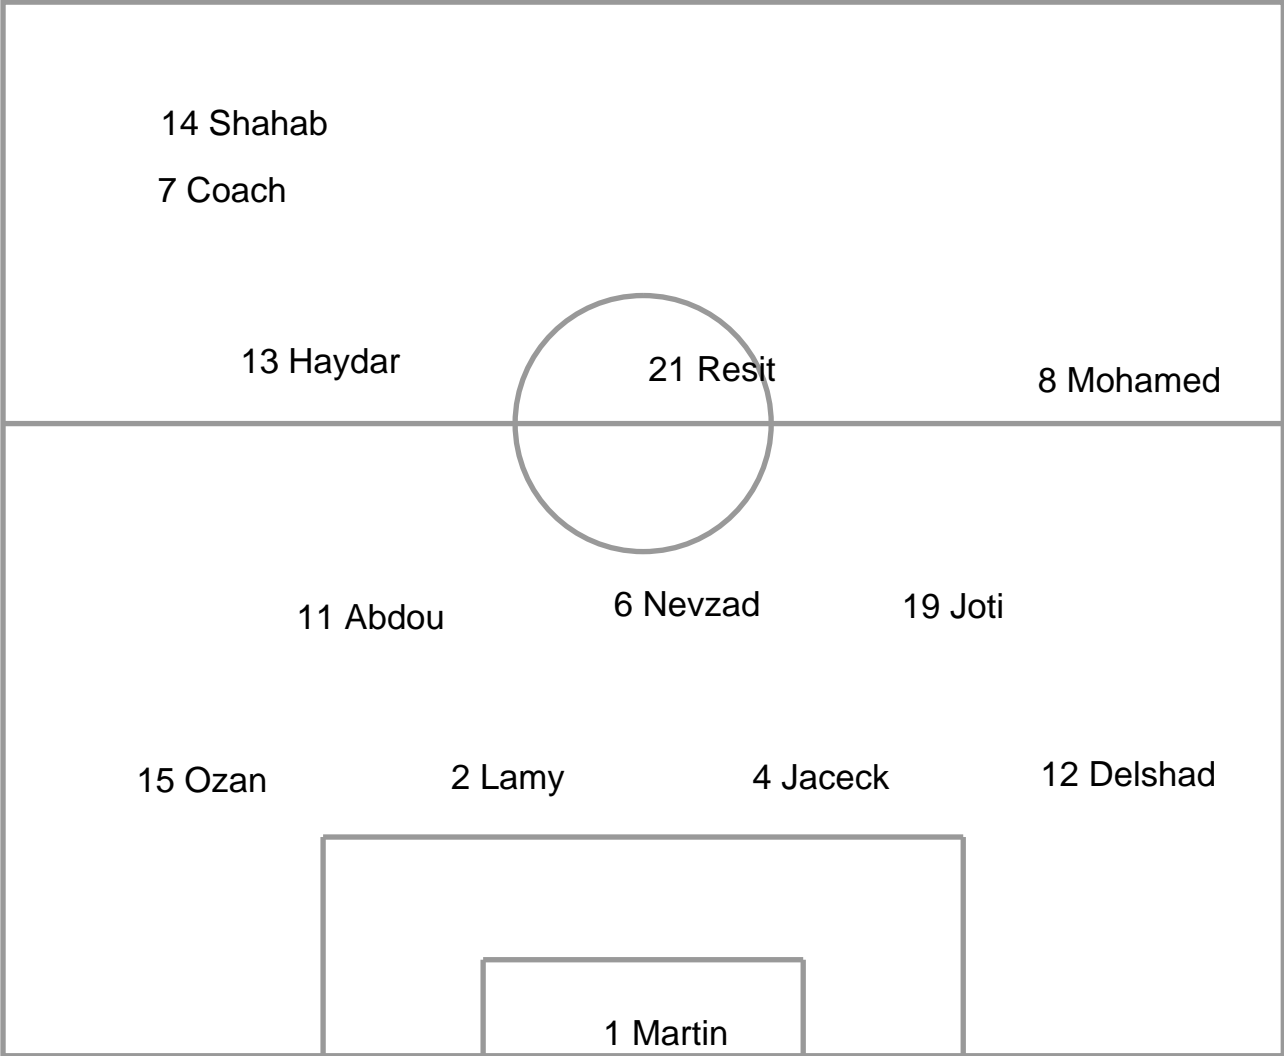 14 Shahab
7 Coach
13 Haydar
21 Resit
8 Mohamed
11 Abdou
6 Nevzad
19 Joti
15 Ozan
2 Lamy
4 Jaceck
12 Delshad
1 Martin